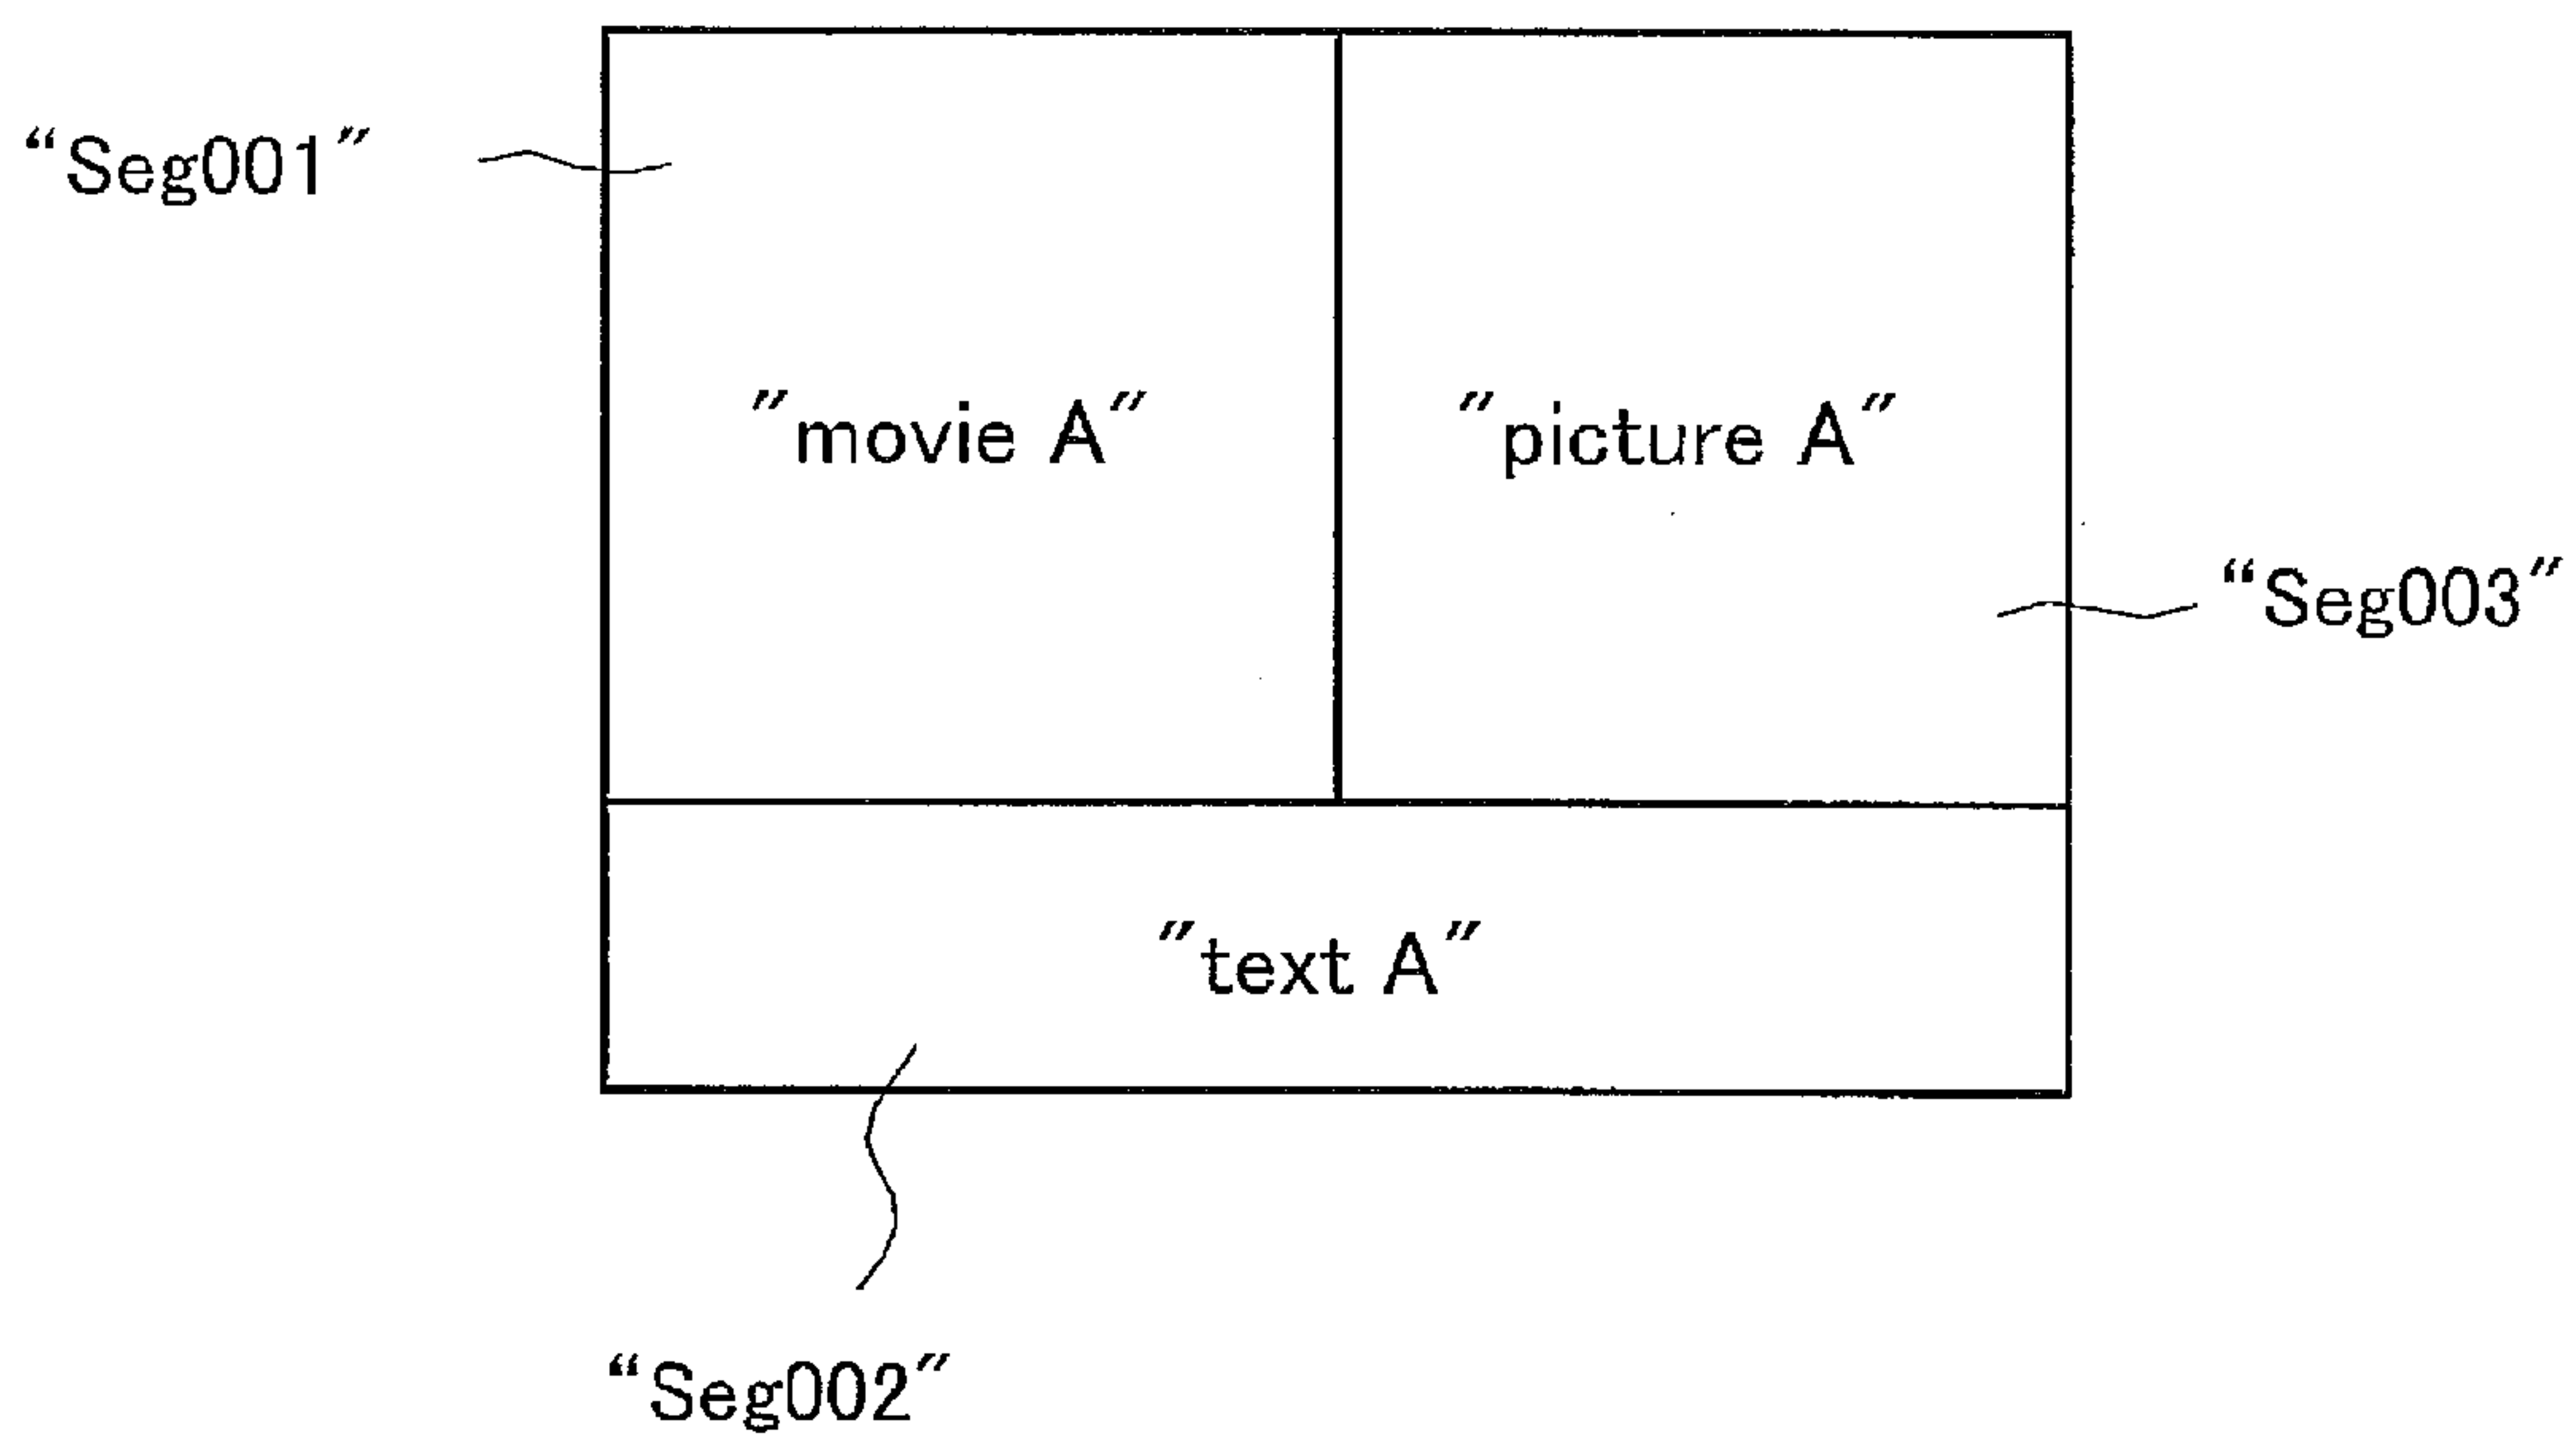 “Seg001”
"movie A" "picture A"
“Seg003”
"text A"
“Seg002”